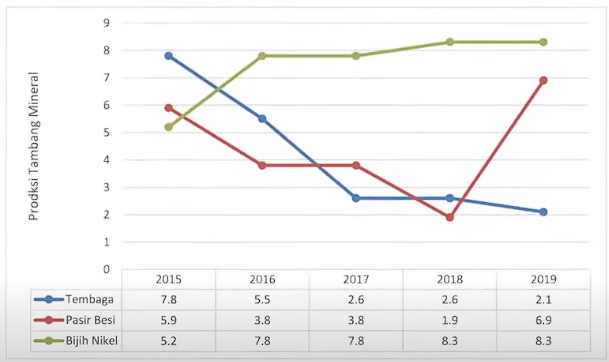 Prodksi Tambang Mineral
9
8
7
6
5
4
3
2
1
0
2015 2016 2017 2018 2019
Tembaga 7.8 5.5 2.6 2.6 2.1
Pasir Besi 5.9 3.8 3.8 1.9 6.9
Bijih Nikel 5.2 7.8 7.8 8.3 8.3